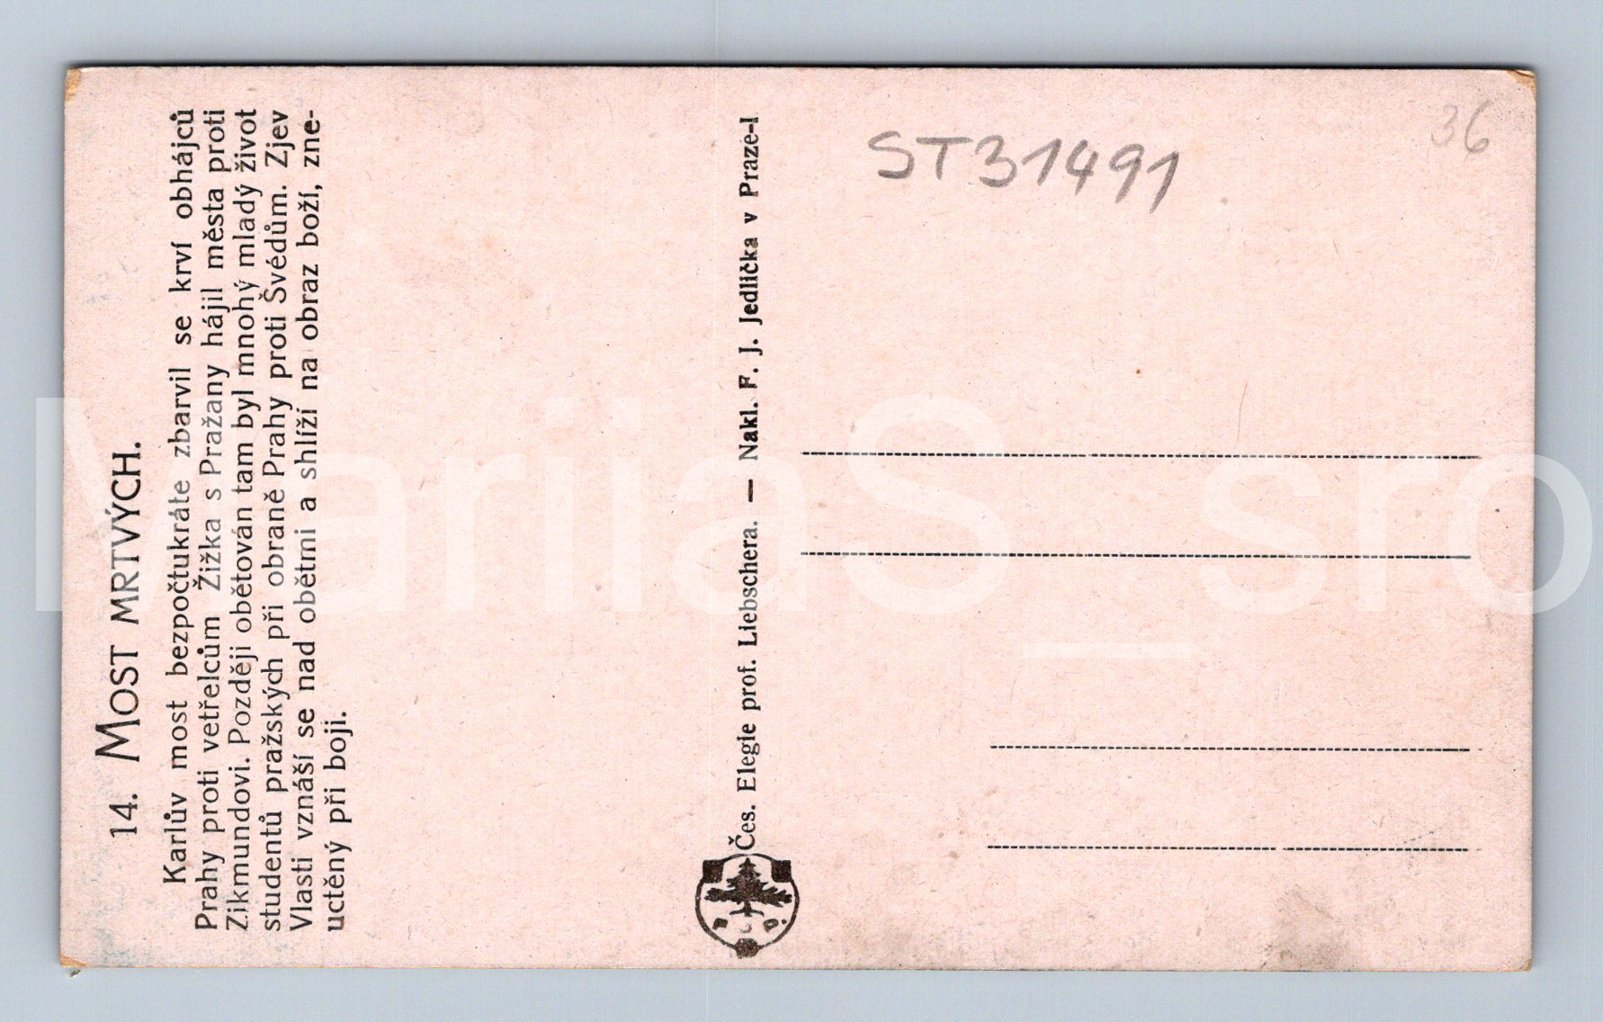 14. MOST MRTVÝCH.
Karlův most bezpočtukráte zbarvil se krví obhájců
Prahy proti vetřelcům Žižka s Pražany hájil města proti
Zikmundovi. Později obětován tam byl mnohý mladý život
studentů pražských při obraně Prahy proti Švédům. Zjev
Vlasti vznáší se nad obětmi a shlíží na obraz boží, zne-
uctěný při boji.
Čes. Elegie prof. Liebschera. — Nakl. F. J. Jedlička v Praze-I
ST31491
36
MariiaS_sro